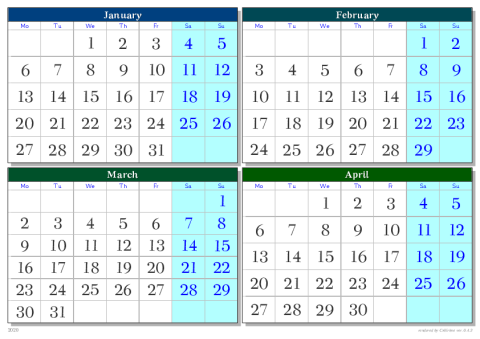 January
Mo Tu We Th Fr Sa Su
1 2 3 4 5
6 7 8 9 10 11 12
13 14 15 16 17 18 19
20 21 22 23 24 25 26
27 28 29 30 31
February
Mo Tu We Th Fr Sa Su
1 2
3 4 5 6 7 8 9
10 11 12 13 14 15 16
17 18 19 20 21 22 23
24 25 26 27 28 29
March
Mo Tu We Th Fr Sa Su
1
2 3 4 5 6 7 8
9 10 11 12 13 14 15
16 17 18 19 20 21 22
23 24 25 26 27 28 29
30 31
April
Mo Tu We Th Fr Sa Su
1 2 3 4 5
6 7 8 9 10 11 12
13 14 15 16 17 18 19
20 21 22 23 24 25 26
27 28 29 30
2020